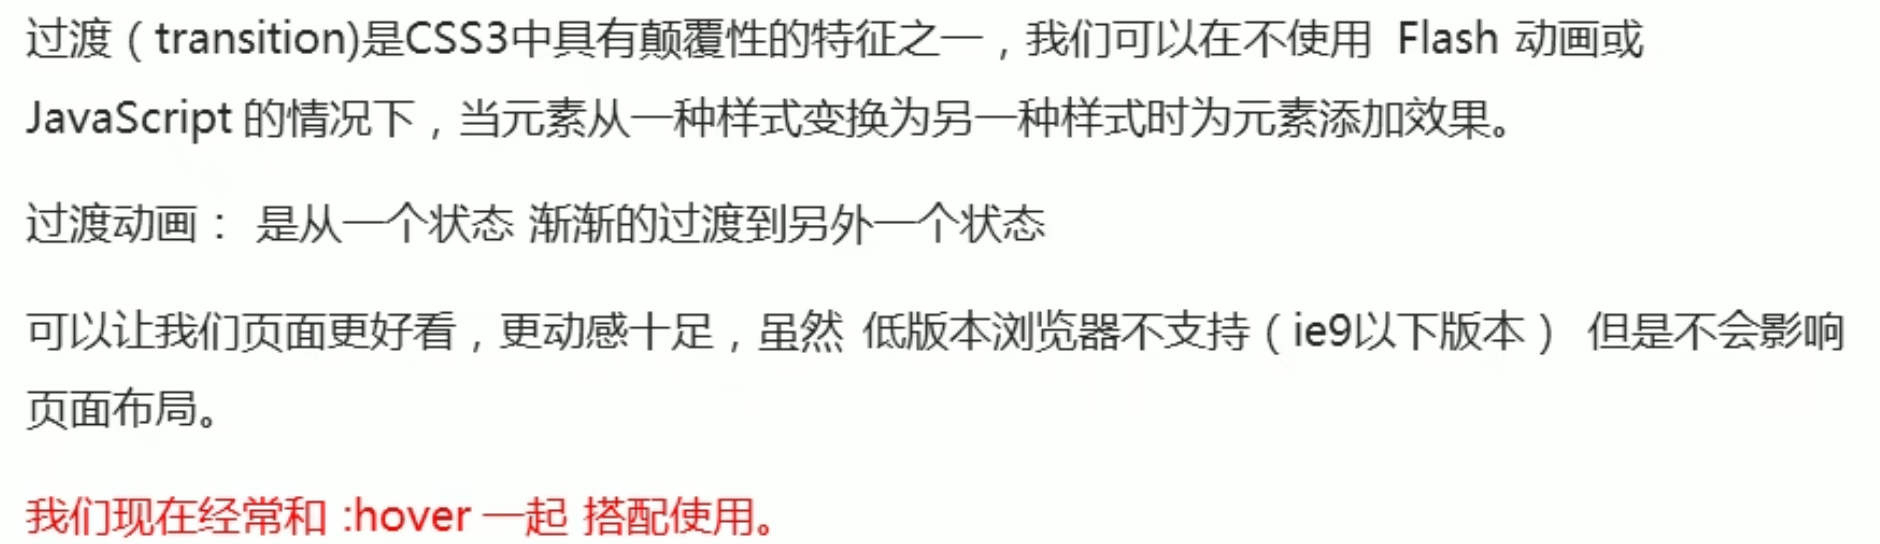 过渡（transition)是CSS3中具有颠覆性的特征之一，我们可以在不使用 Flash 动画或
JavaScript 的情况下，当元素从一种样式变换为另一种样式时为元素添加效果。
过渡动画： 是从一个状态 渐渐的过渡到另外一个状态
可以让我们页面更好看，更动感十足，虽然 低版本浏览器不支持（ie9以下版本） 但是不会影响
页面布局。
我们现在经常和 :hover 一起 搭配使用。